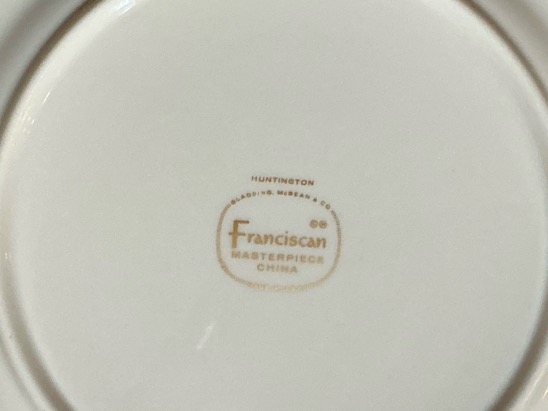 HUNTINGTON
GLADDING, McBEAN & CO
©®
Franciscan
MASTERPIECE
CHINA